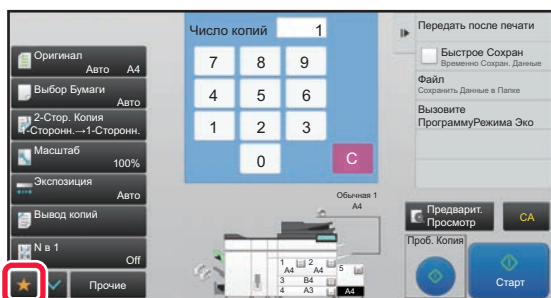 Число копий 1
Оригинал
Авто A4
Выбор Бумаги
Авто
2-Стор. Копия
1-Сторонн.→1-Сторонн.
Масштаб
100%
Экспозиция
Авто
Вывод копий
N в 1
Off
Прочие
7 8 9
4 5 6
1 2 3
0 C
Обычная 1
A4
1 A4 2 A4 5
3 B4
4 A3 A4
Передать после печати
Быстрое Сохран
Временно Сохран. Данные
Файл
Сохранить Данные в Папке
Вызовите
ПрограммуРежима Эко
Предварит.
Просмотр
CA
Проб. Копия
Старт